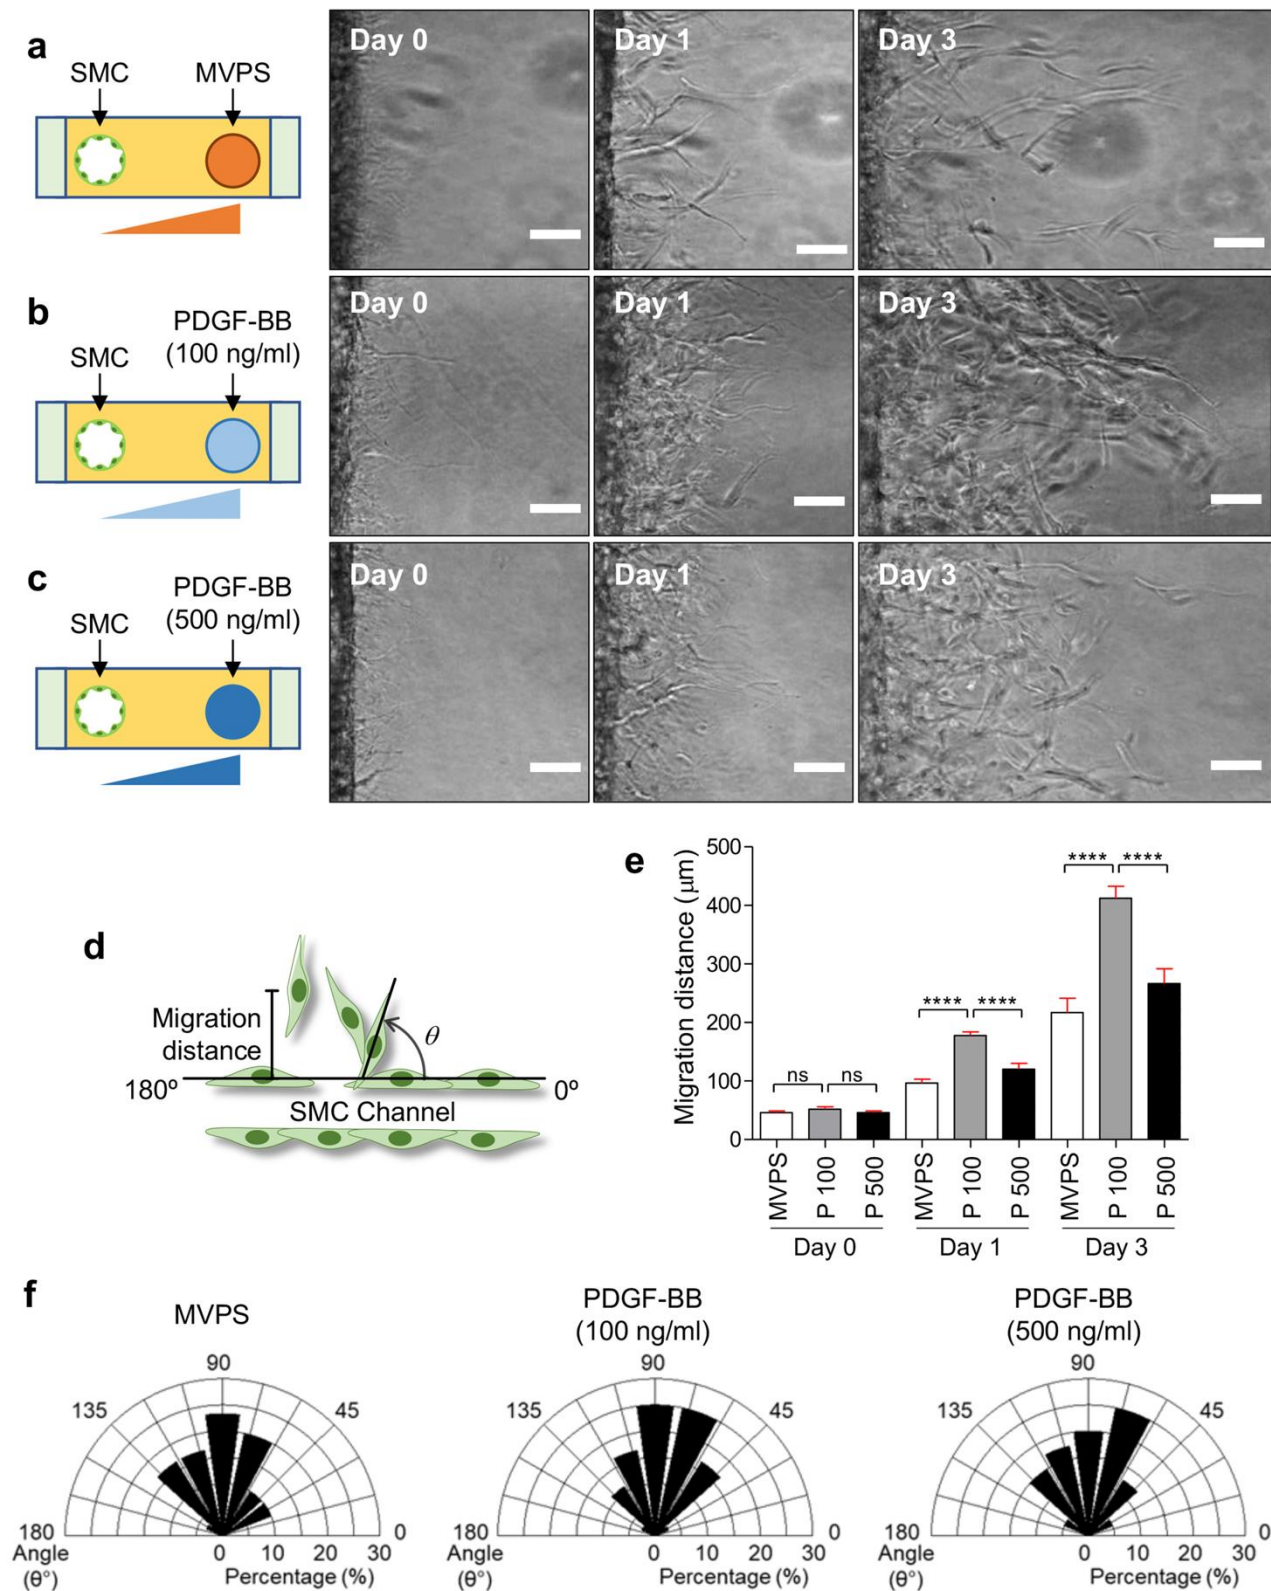 a
SMC
MVPS
Day 0
Day 1
Day 3
b
SMC
PDGF-BB
(100 ng/ml)
Day 0
Day 1
Day 3
c
SMC
PDGF-BB
(500 ng/ml)
Day 0
Day 1
Day 3
d
Migration
distance
θ
180º
0º
SMC Channel
e
Migration distance (μm)
500
400
300
200
100
0
ns
ns
****
****
****
****
MVPS
P 100
P 500
MVPS
P 100
P 500
MVPS
P 100
P 500
Day 0
Day 1
Day 3
f
MVPS
90
135
45
180
0
Angle
(θ°)
0 10 20 30
Percentage (%)
PDGF-BB
(100 ng/ml)
90
135
45
180
0
Angle
(θ°)
0 10 20 30
Percentage (%)
PDGF-BB
(500 ng/ml)
90
135
45
180
0
Angle
(θ°)
0 10 20 30
Percentage (%)